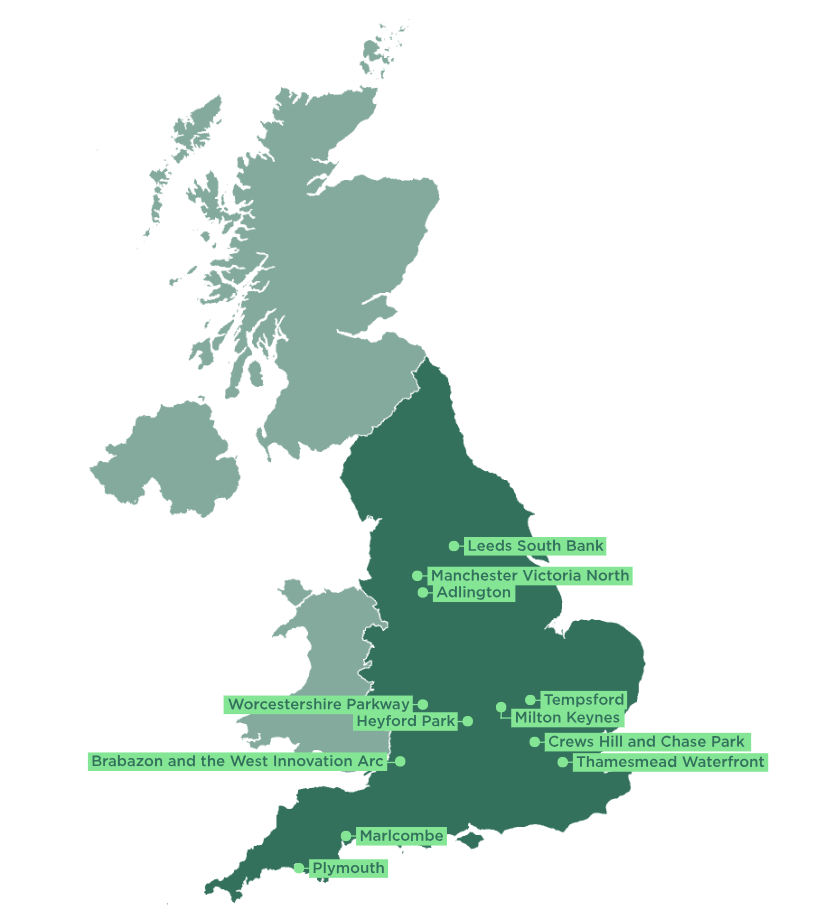 Leeds South Bank
Manchester Victoria North
Adlington
Tempsford
Worcestershire Parkway
Milton Keynes
Heyford Park
Crews Hill and Chase Park
Brabazon and the West Innovation Arc
Thamesmead Waterfront
Marlcombe
Plymouth